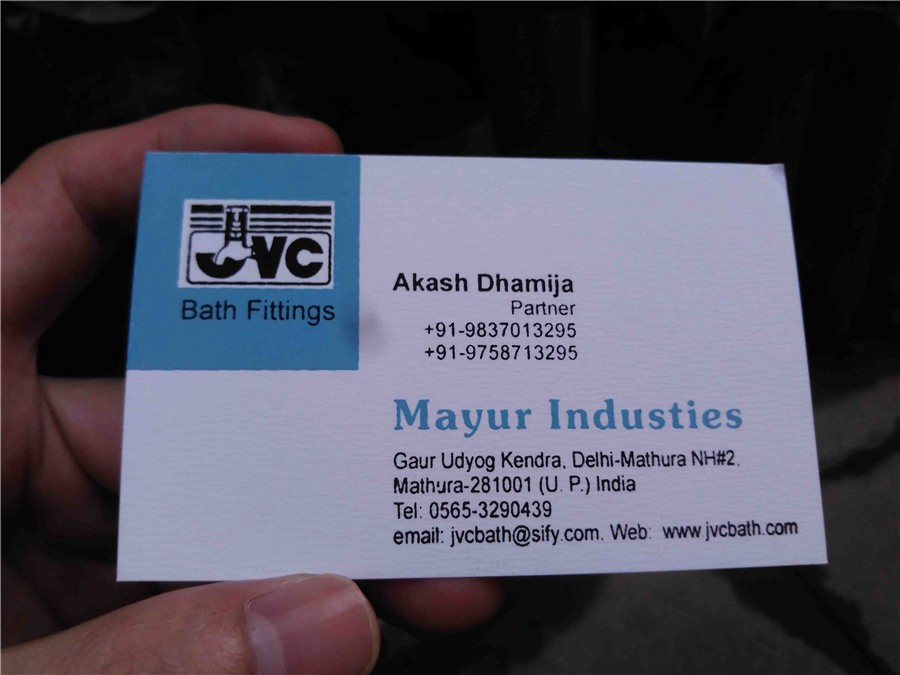 JVC
Bath Fittings
Akash Dhamija
Partner
+91-9837013295
+91-9758713295
Mayur Industies
Gaur Udyog Kendra, Delhi-Mathura NH#2,
Mathura-281001 (U. P.) India
Tel: 0565-3290439
email: jvcbath@sify.com, Web: www.jvcbath.com